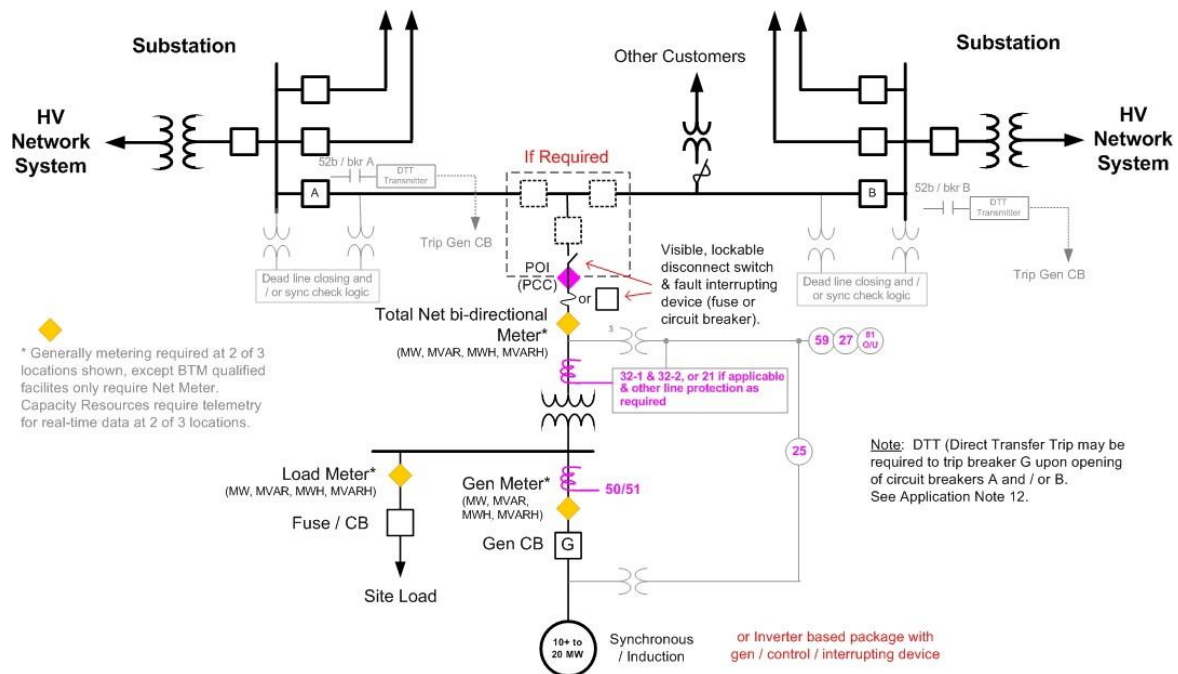 Substation
Substation
Other Customers
HV
Network
System
HV
Network
System
If Required
52b / bkr A
DTT
Transmitter
A
B
52b / bkr B
DTT
Transmitter
Trip Gen CB
Trip Gen CB
Dead line closing and
/ or sync check logic
Dead line closing and /
or sync check logic
POI
(PCC)
or
Visible, lockable
disconnect switch
& fault interrupting
device (fuse or
circuit breaker).
Total Net bi-directional
Meter*
(MW, MVAR, MWH, MVARH)
3
59
27
81
O/U
* Generally metering required at 2 of 3
locations shown, except BTM qualified
facilites only require Net Meter.
Capacity Resources require telemetry
for real-time data at 2 of 3 locations.
32-1 & 32-2, or 21 if applicable
& other line protection as
required
25
Note: DTT (Direct Transfer Trip may be
required to trip breaker G upon opening
of circuit breakers A and / or B.
See Application Note 12.
Load Meter*
(MW, MVAR, MWH, MVARH)
Gen Meter*
(MW, MVAR,
MWH, MVARH)
50/51
Fuse / CB
Gen CB
G
Site Load
10+ to
20 MW
Synchronous
/ Induction
or Inverter based package with
gen / control / interrupting device